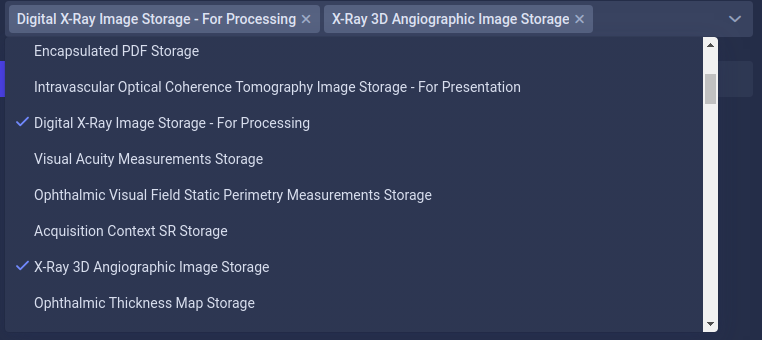 Digital X-Ray Image Storage - For Processing × X-Ray 3D Angiographic Image Storage ×
Encapsulated PDF Storage
Intravascular Optical Coherence Tomography Image Storage - For Presentation
Digital X-Ray Image Storage - For Processing
Visual Acuity Measurements Storage
Ophthalmic Visual Field Static Perimetry Measurements Storage
Acquisition Context SR Storage
X-Ray 3D Angiographic Image Storage
Ophthalmic Thickness Map Storage